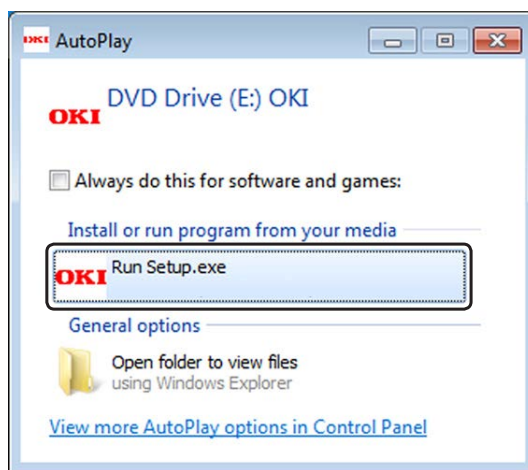 OKI AutoPlay
OKI DVD Drive (E:) OKI
Always do this for software and games:
Install or run program from your media
OKI Run Setup.exe
General options
Open folder to view files
using Windows Explorer
View more AutoPlay options in Control Panel